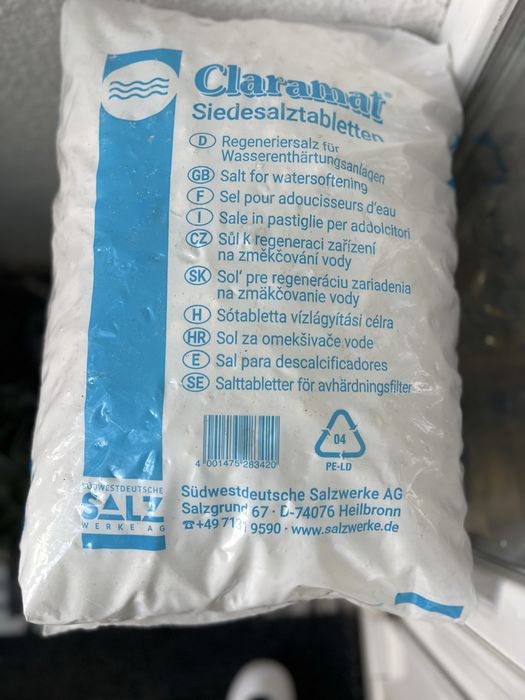 Claramat®
Siedesalztabletten
D Regeneriersalz für
Wasserenthärtungsanlagen
GB Salt for watersoftening
F Sel pour adoucisseurs d'eau
I Sale in pastiglie per addolcitori
CZ Sůl k regeneraci zařízení
na změkčování vody
SK Sol' pre regeneráciu zariadenia
na zmäkčovanie vody
H Sótabletta vízlágyítási célra
HR Sol za omekšivače vode
E Sal para descalcificadores
SE Salttabletter för avhärdningsfilter
4 001475 283420
04
PE-LD
SÜDWESTDEUTSCHE
SALZ
WERKE AG
Südwestdeutsche Salzwerke AG
Salzgrund 67 · D-74076 Heilbronn
☎+49 7131 9590 · www.salzwerke.de